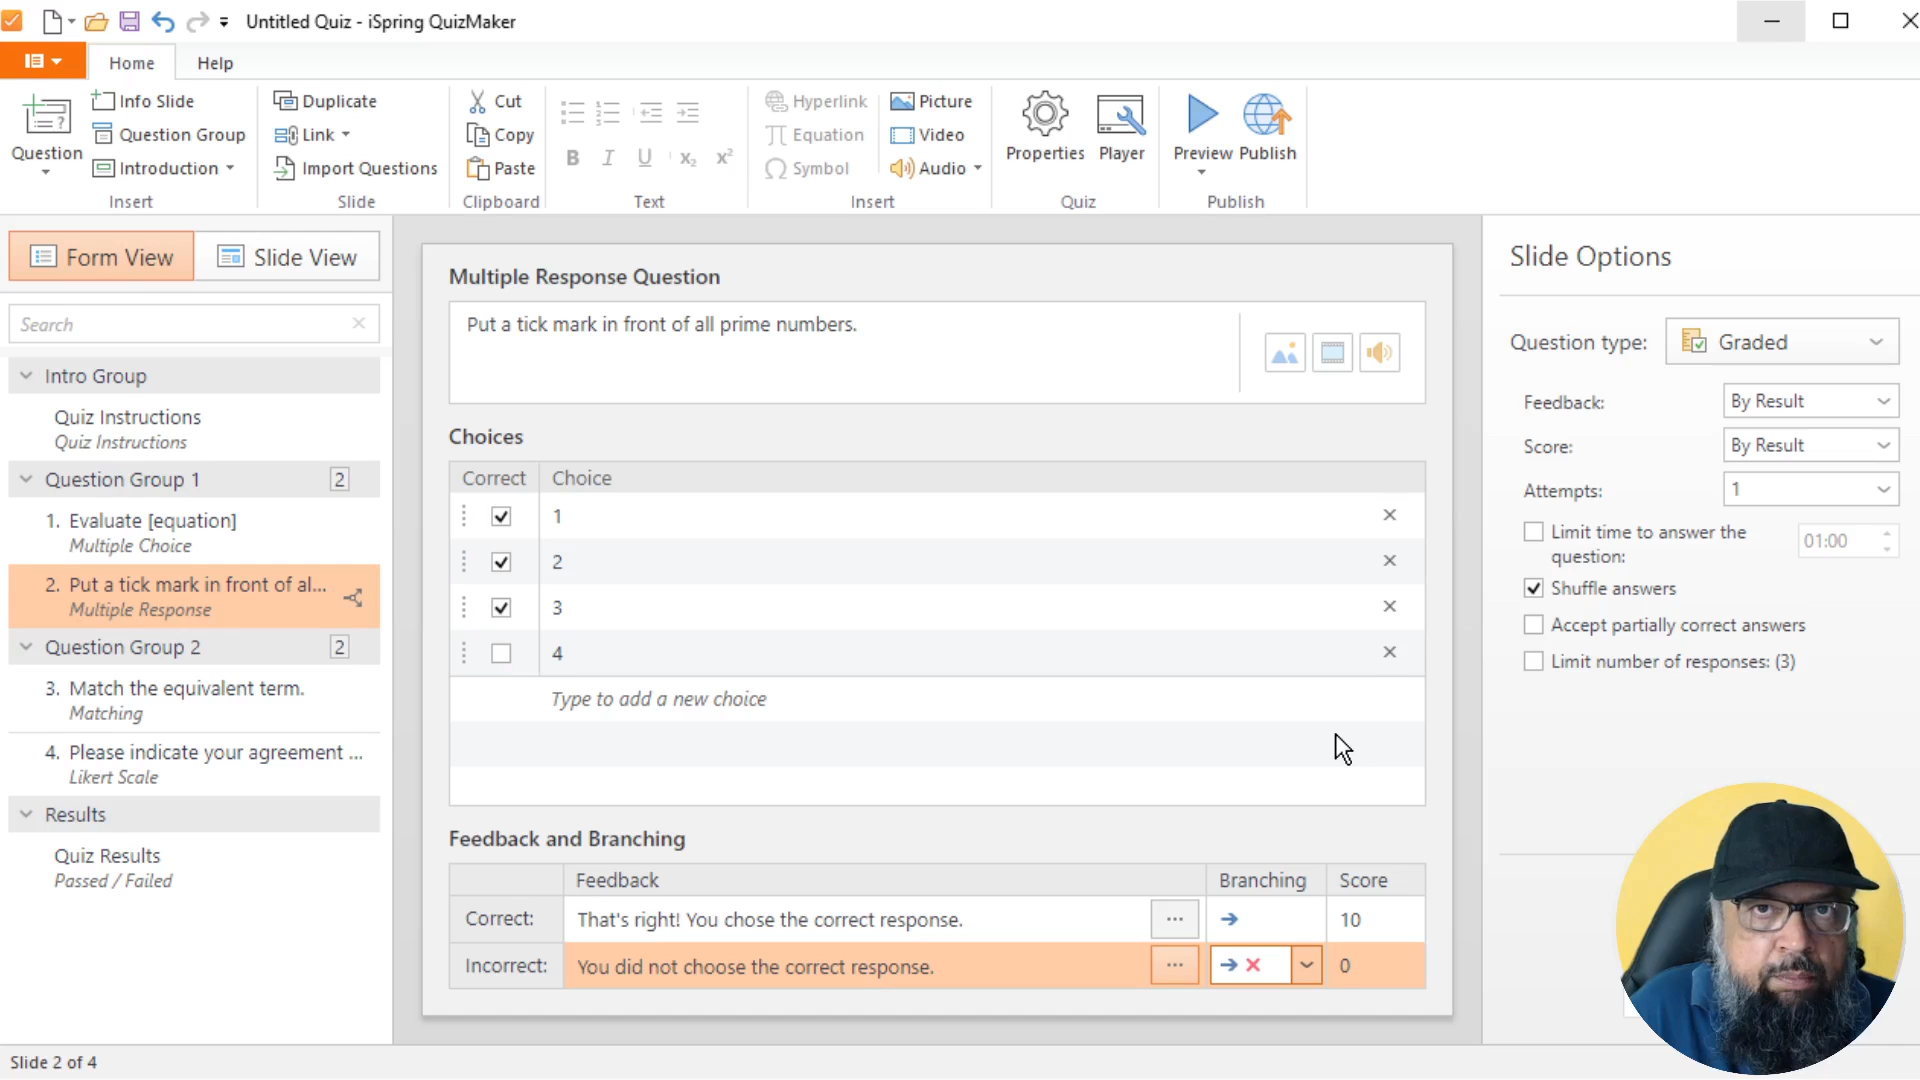 Untitled Quiz - iSpring QuizMaker
Home
Help
Question
Info Slide
Question Group
Introduction
Insert
Duplicate
Link
Import Questions
Slide
Cut
Copy
Paste
Clipboard
B I U x₂ x²
Text
Hyperlink
Equation
Symbol
Picture
Video
Audio
Insert
Properties
Player
Quiz
Preview
Publish
Publish
Form View
Slide View
Search
Intro Group
Quiz Instructions
Quiz Instructions
Question Group 1 2
1. Evaluate [equation]
Multiple Choice
2. Put a tick mark in front of al...
Multiple Response
Question Group 2 2
3. Match the equivalent term.
Matching
4. Please indicate your agreement ...
Likert Scale
Results
Quiz Results
Passed / Failed
Multiple Response Question
Put a tick mark in front of all prime numbers.
Choices
Correct Choice
1
2
3
4
Type to add a new choice
Feedback and Branching
Feedback Branching Score
Correct: That's right! You chose the correct response. ... 10
Incorrect: You did not choose the correct response. ... 0
Slide Options
Question type: Graded
Feedback: By Result
Score: By Result
Attempts: 1
Limit time to answer the question: 01:00
Shuffle answers
Accept partially correct answers
Limit number of responses: (3)
Slide 2 of 4